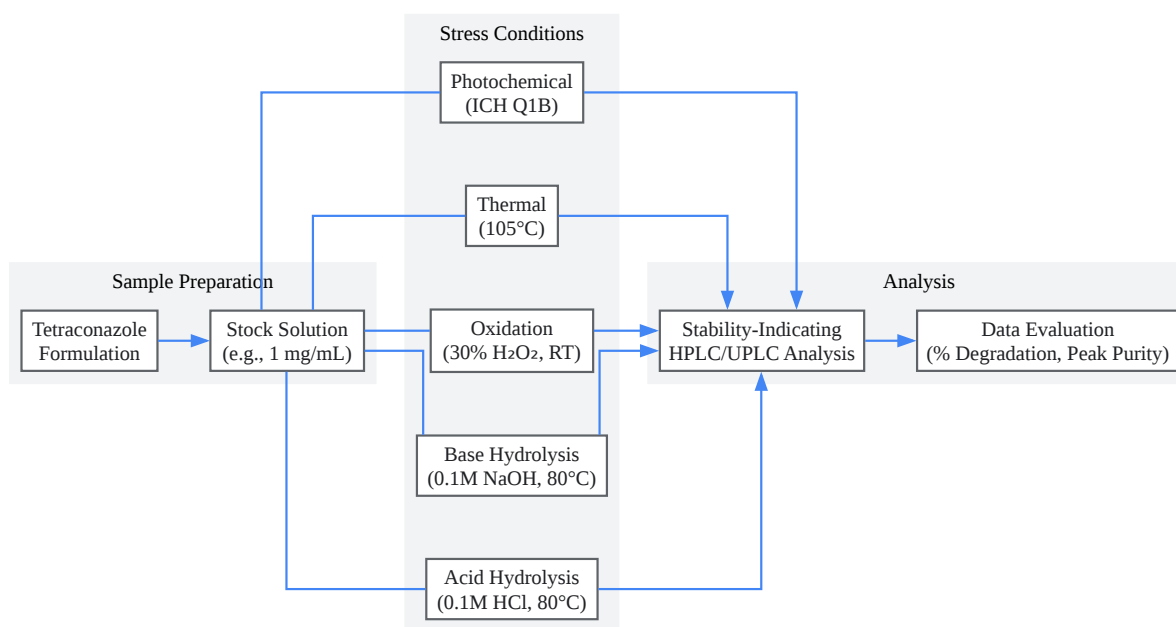 Stress Conditions
Photochemical
(ICH Q1B)
Thermal
(105°C)
Sample Preparation
Analysis
Tetraconazole
Formulation
Stock Solution
(e.g., 1 mg/mL)
Oxidation
(30% H₂O₂, RT)
Stability-Indicating
HPLC/UPLC Analysis
Data Evaluation
(% Degradation, Peak Purity)
Base Hydrolysis
(0.1M NaOH, 80°C)
Acid Hydrolysis
(0.1M HCl, 80°C)